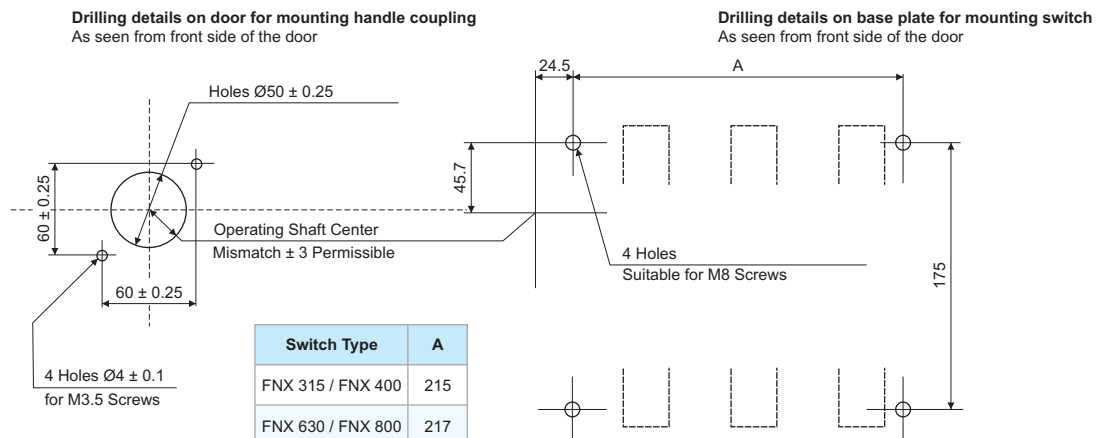 Drilling details on door for mounting handle coupling
As seen from front side of the door
Drilling details on base plate for mounting switch
As seen from front side of the door
24.5
A
Holes Ø50 ± 0.25
45.7
60 ± 0.25
Operating Shaft Center
Mismatch ± 3 Permissible
4 Holes
Suitable for M8 Screws
175
60 ± 0.25
4 Holes Ø4 ± 0.1
for M3.5 Screws
Switch Type A
FNX 315 / FNX 400 215
FNX 630 / FNX 800 217